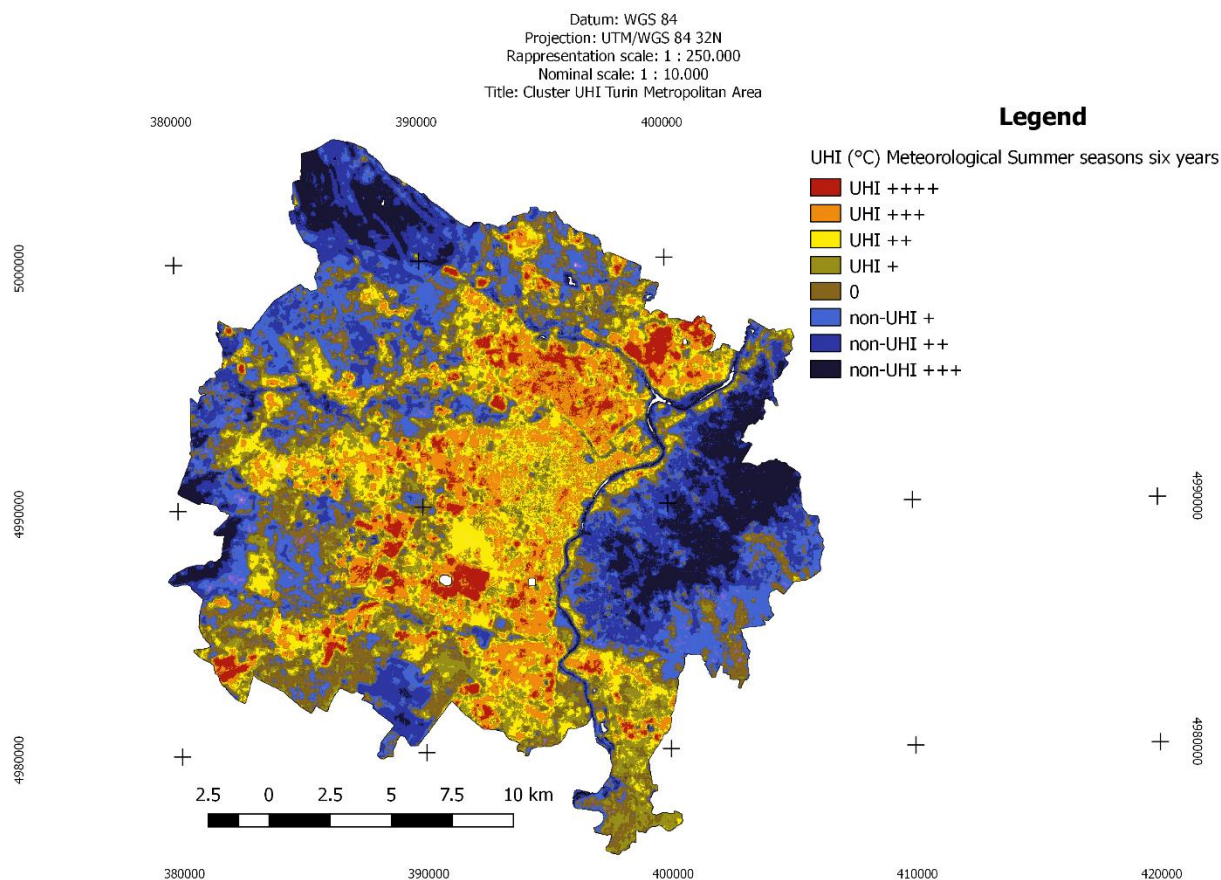 Datum: WGS 84
Projection: UTM/WGS 84 32N
Rappresentation scale: 1 : 250.000
Nominal scale: 1 : 10.000
Title: Cluster UHI Turin Metropolitan Area
380000 390000 400000
Legend
UHI (°C) Meteorological Summer seasons six years
UHI ++++
UHI +++
UHI ++
UHI +
0
non-UHI +
non-UHI ++
non-UHI +++
5000000
4990000
4990000
4980000
4980000
2.5 0 2.5 5 7.5 10 km
380000 390000 400000 410000 420000